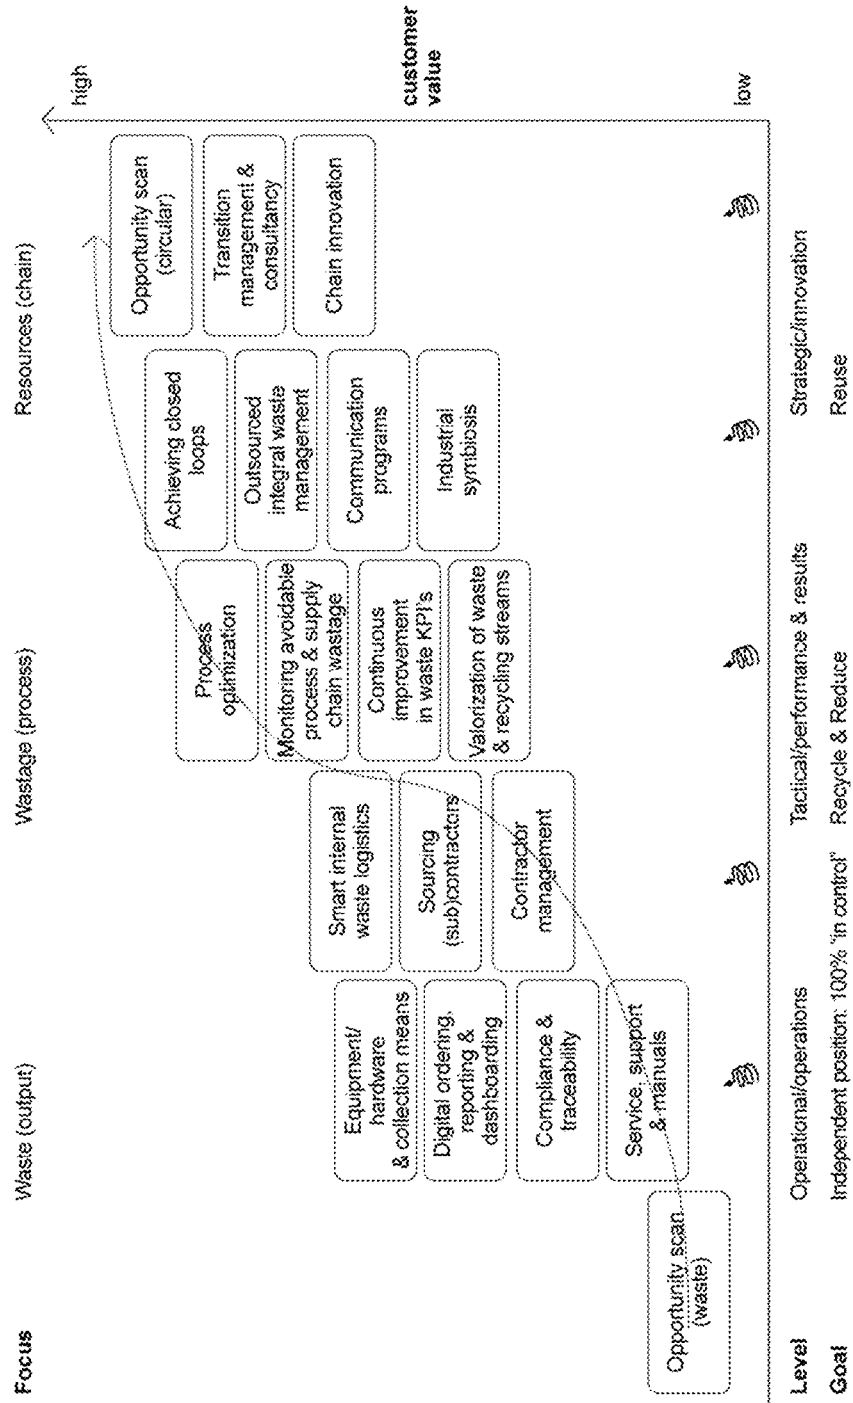 Focus
Waste (output)
Wastage (process)
Resources (chain)
high
customer
value
low
Opportunity scan
(waste)
Equipment/
hardware
& collection means
Digital ordering,
reporting &
dashboarding
Compliance &
traceability
Service, support
& manuals
Smart internal
waste logistics
Sourcing
(sub)contractors
Contractor
management
Process
optimization
Monitoring avoidable
process & supply
chain wastage
Continuous
improvement
in waste KPI's
Valorization of waste
& recycling streams
Achieving closed
loops
Outsourced
integral waste
management
Communication
programs
Industrial
symbiosis
Opportunity scan
(circular)
Transition
management &
consultancy
Chain innovation
Level
Operational/operations
Tactical/performance & results
Strategic/innovation
Goal
Independent position: 100% "in control"
Recycle & Reduce
Reuse